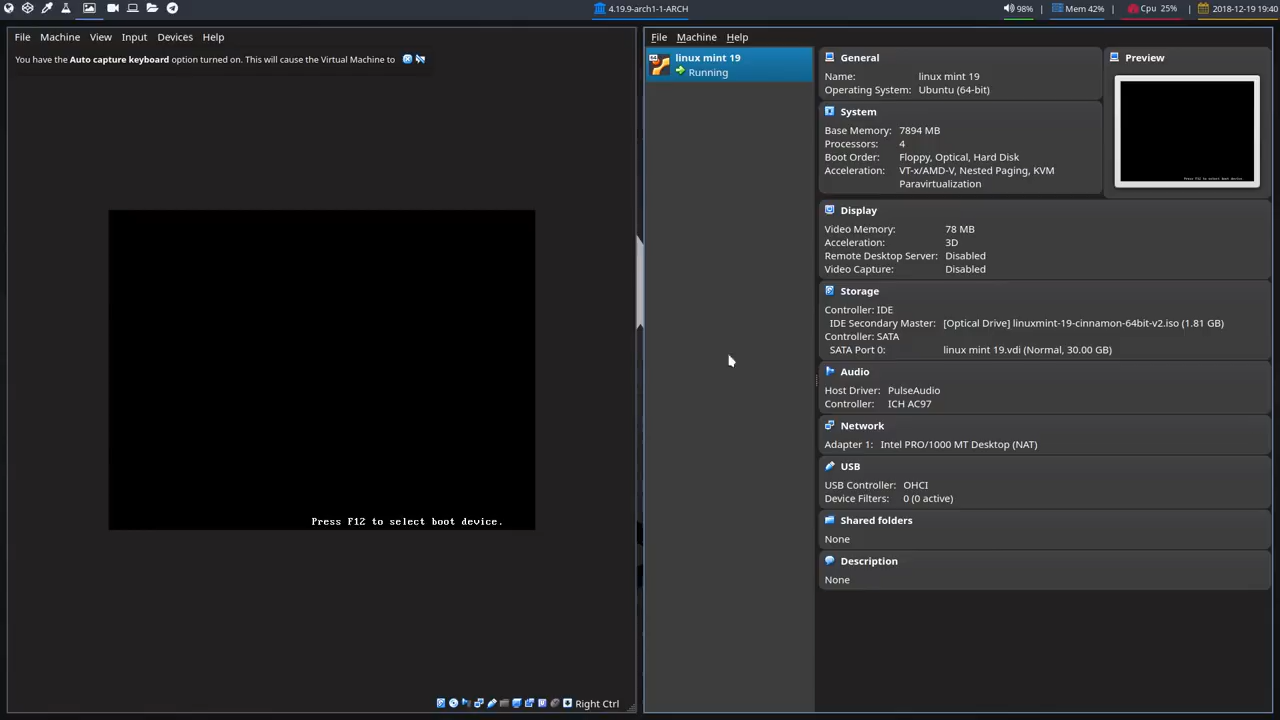 4.19.9-arch1-1-ARCH
98% | Mem 42% | Cpu 25% | 2018-12-19 19:40
File Machine View Input Devices Help
You have the Auto capture keyboard option turned on. This will cause the Virtual Machine to
Press F12 to select boot device.
Right Ctrl
File Machine Help
linux mint 19
Running
General
Name: linux mint 19
Operating System: Ubuntu (64-bit)
Preview
Press F12 to select boot device.
System
Base Memory: 7894 MB
Processors: 4
Boot Order: Floppy, Optical, Hard Disk
Acceleration: VT-x/AMD-V, Nested Paging, KVM
Paravirtualization
Display
Video Memory: 78 MB
Acceleration: 3D
Remote Desktop Server: Disabled
Video Capture: Disabled
Storage
Controller: IDE
IDE Secondary Master: [Optical Drive] linuxmint-19-cinnamon-64bit-v2.iso (1.81 GB)
Controller: SATA
SATA Port 0: linux mint 19.vdi (Normal, 30.00 GB)
Audio
Host Driver: PulseAudio
Controller: ICH AC97
Network
Adapter 1: Intel PRO/1000 MT Desktop (NAT)
USB
USB Controller: OHCI
Device Filters: 0 (0 active)
Shared folders
None
Description
None